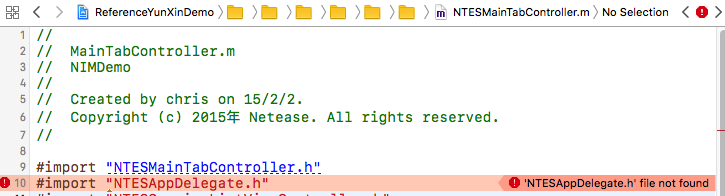 ReferenceYunXinDemo NTESMainTabController.m No Selection
1 //
2 // MainTabController.m
3 // NIMDemo
4 //
5 // Created by chris on 15/2/2.
6 // Copyright (c) 2015年 Netease. All rights reserved.
7 //
8
9 #import "NTESMainTabController.h"
10 #import "NTESAppDelegate.h" 'NTESAppDelegate.h' file not found